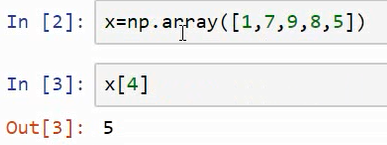 In [2]: x=np.array([1,7,9,8,5])
In [3]: x[4]
Out[3]: 5